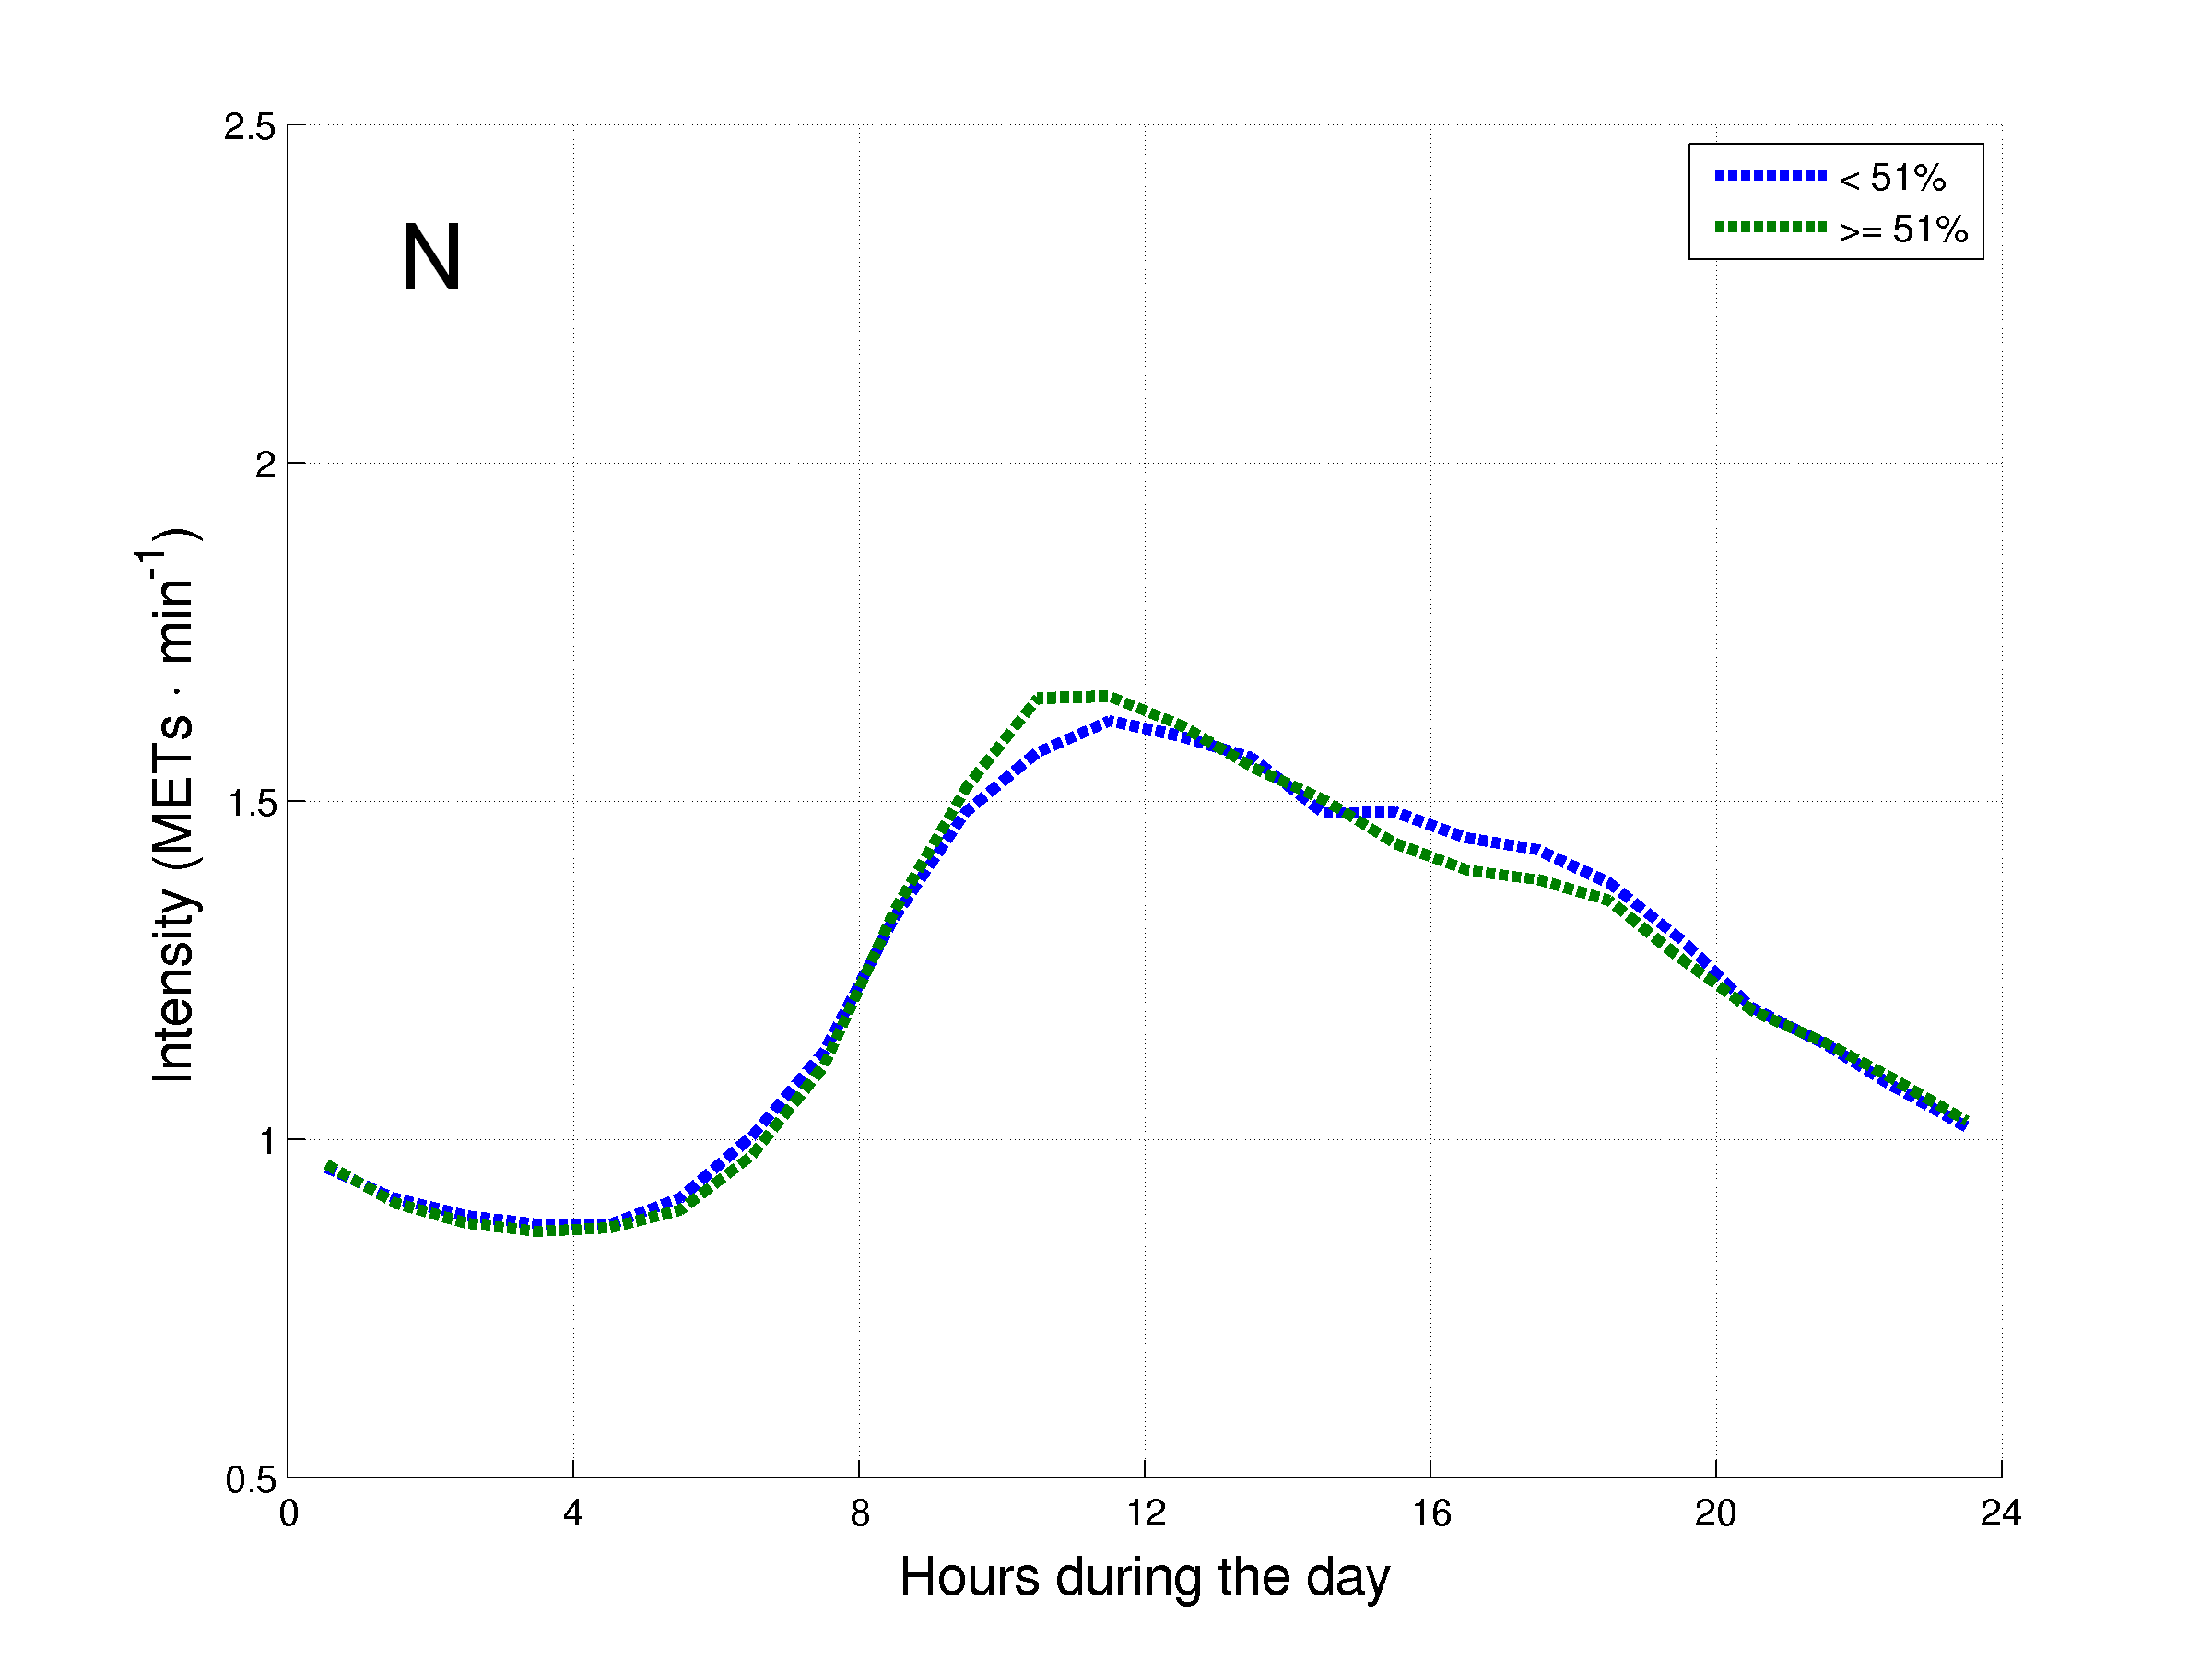 N
< 51%
>= 51%
2.5
2
1.5
1
0.5
Intensity (METs · min⁻¹)
0 4 8 12 16 20 24
Hours during the day